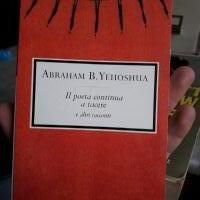 ABRAHAM B. YEHOSHUA
Il poeta continua
a tacere
e altri racconti